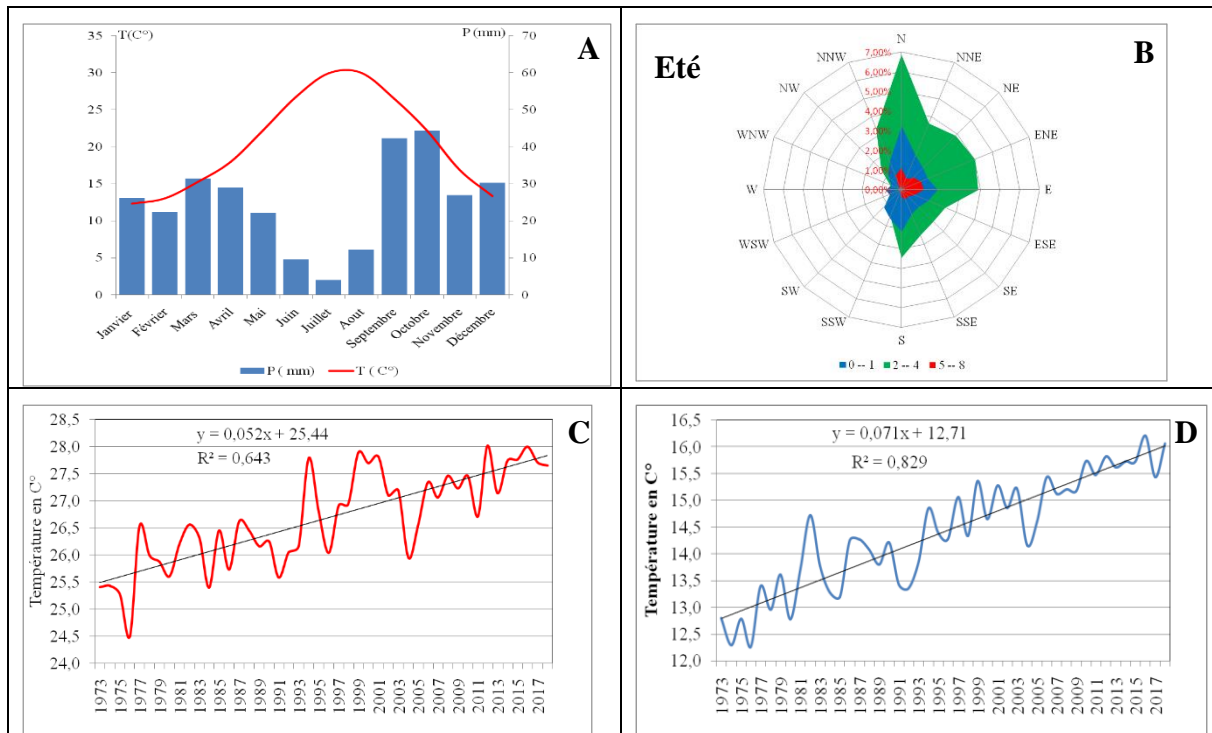 A
T(C°)
P (mm)
35
30
25
20
15
10
5
0
70
60
50
40
30
20
10
0
Janvier
Février
Mars
Avril
Mai
Juin
Juillet
Aout
Septembre
Octobre
Novembre
Décembre
P ( mm)
T ( C°)
B
Eté
N
NNE
NE
ENE
E
ESE
SE
SSE
S
SSW
SW
WSW
W
WNW
NW
NNW
7,00%
6,00%
5,00%
4,00%
3,00%
2,00%
1,00%
0,00%
0 -- 1
2 -- 4
5 -- 8
C
y = 0,052x + 25,44
R² = 0,643
Température en C°
28,5
28,0
27,5
27,0
26,5
26,0
25,5
25,0
24,5
24,0
1973
1975
1977
1979
1981
1983
1985
1987
1989
1991
1993
1995
1997
1999
2001
2003
2005
2007
2009
2011
2013
2015
2017
D
y = 0,071x + 12,71
R² = 0,829
Température en C°
16,5
16,0
15,5
15,0
14,5
14,0
13,5
13,0
12,5
12,0
1973
1975
1977
1979
1981
1983
1985
1987
1989
1991
1993
1995
1997
1999
2001
2003
2005
2007
2009
2011
2013
2015
2017